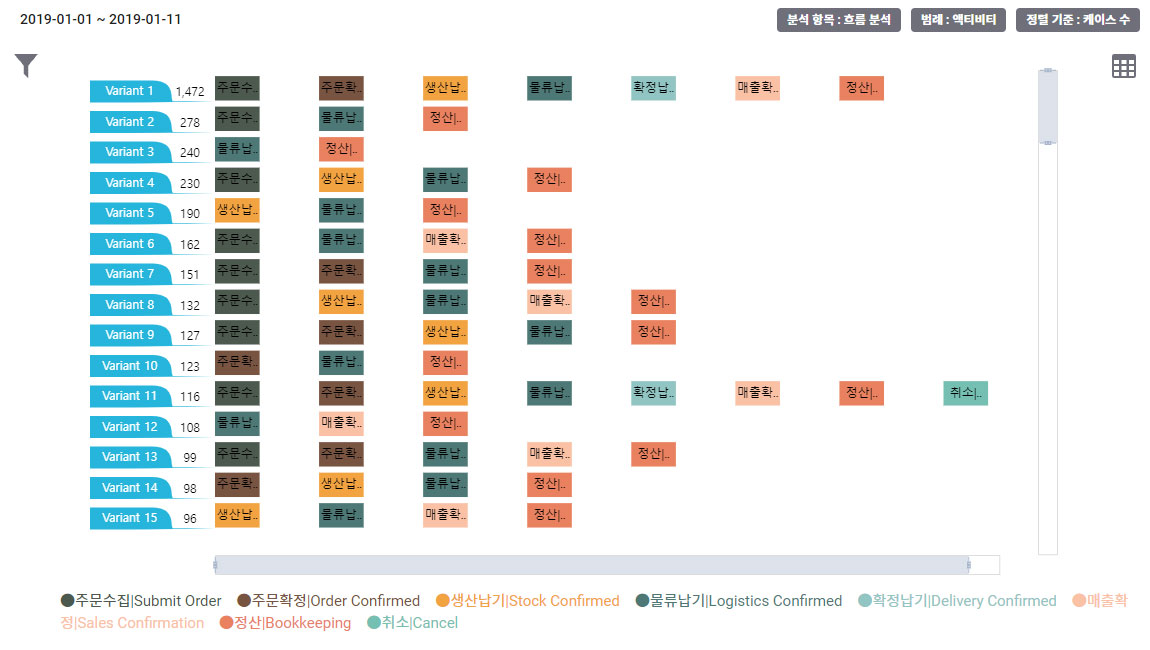 2019-01-01 ~ 2019-01-11
분석 항목 : 흐름 분석 범례 : 액티비티 정렬 기준 : 케이스 수
Variant 1 1,472 주문수.. 주문확.. 생산납.. 물류납.. 확정납.. 매출확.. 정산|..
Variant 2 278 주문수.. 물류납.. 정산|..
Variant 3 240 물류납.. 정산|..
Variant 4 230 주문수.. 생산납.. 물류납.. 정산|..
Variant 5 190 생산납.. 물류납.. 정산|..
Variant 6 162 주문수.. 물류납.. 매출확.. 정산|..
Variant 7 151 주문수.. 주문확.. 물류납.. 정산|..
Variant 8 132 주문수.. 생산납.. 물류납.. 매출확.. 정산|..
Variant 9 127 주문수.. 주문확.. 생산납.. 물류납.. 정산|..
Variant 10 123 주문확.. 물류납.. 정산|..
Variant 11 116 주문수.. 주문확.. 생산납.. 물류납.. 확정납.. 매출확.. 정산|.. 취소|..
Variant 12 108 물류납.. 매출확.. 정산|..
Variant 13 99 주문수.. 주문확.. 물류납.. 매출확.. 정산|..
Variant 14 98 주문확.. 생산납.. 물류납.. 정산|..
Variant 15 96 생산납.. 물류납.. 매출확.. 정산|..
주문수집|Submit Order 주문확정|Order Confirmed 생산납기|Stock Confirmed 물류납기|Logistics Confirmed 확정납기|Delivery Confirmed 매출확
정|Sales Confirmation 정산|Bookkeeping 취소|Cancel